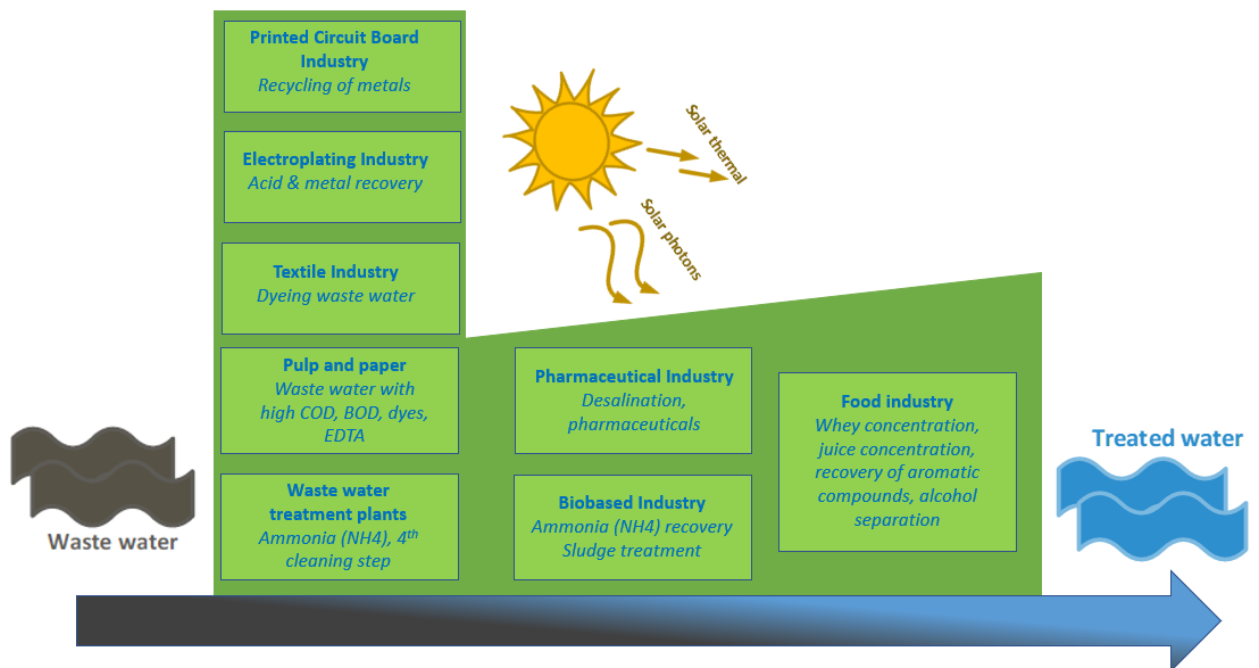 Printed Circuit Board
Industry
Recycling of metals
Electroplating Industry
Acid & metal recovery
Textile Industry
Dyeing waste water
Pulp and paper
Waste water with
high COD, BOD, dyes,
EDTA
Waste water
treatment plants
Ammonia (NH4), 4th
cleaning step
Solar thermal
Solar photons
Pharmaceutical Industry
Desalination,
pharmaceuticals
Biobased Industry
Ammonia (NH4) recovery
Sludge treatment
Food industry
Whey concentration,
juice concentration,
recovery of aromatic
compounds, alcohol
separation
Waste water
Treated water